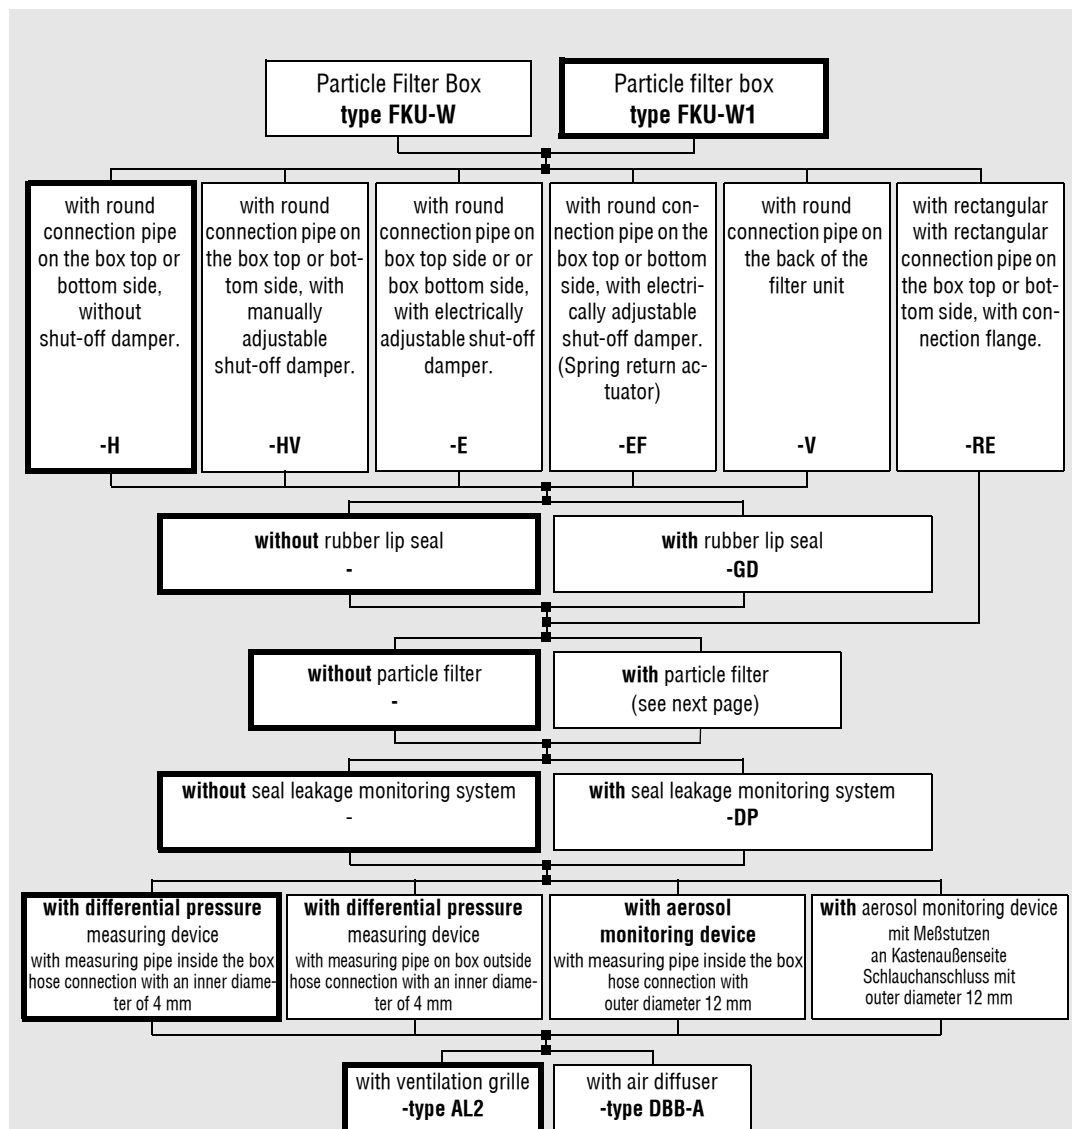 Particle Filter Box
type FKU-W
Particle filter box
type FKU-W1
with round
connection pipe
on the box top or
bottom side,
without
shut-off damper.
-H
with round
connection pipe on
the box top or bot-
tom side, with
manually
adjustable
shut-off damper.
-HV
with round
connection pipe on
box top side or or
box bottom side,
with electrically
adjustable shut-off
damper.
-E
with round con-
nection pipe on the
box top or bottom
side, with electri-
cally adjustable
shut-off damper.
(Spring return ac-
tuator)
-EF
with round
connection pipe on
the back of the
filter unit
-V
with rectangular
with rectangular
connection pipe on
the box top or bot-
tom side, with con-
nection flange.
-RE
without rubber lip seal
-
with rubber lip seal
-GD
without particle filter
-
with particle filter
(see next page)
without seal leakage monitoring system
-
with seal leakage monitoring system
-DP
with differential pressure
measuring device
with measuring pipe inside the box
hose connection with an inner diame-
ter of 4 mm
with differential pressure
measuring device
with measuring pipe on box outside
hose connection with an inner diame-
ter of 4 mm
with aerosol
monitoring device
with measuring pipe inside the box
hose connection with
outer diameter 12 mm
with aerosol monitoring device
mit Meßstutzen
an Kastenaußenseite
Schlauchanschluss mit
outer diameter 12 mm
with ventilation grille
-type AL2
with air diffuser
-type DBB-A